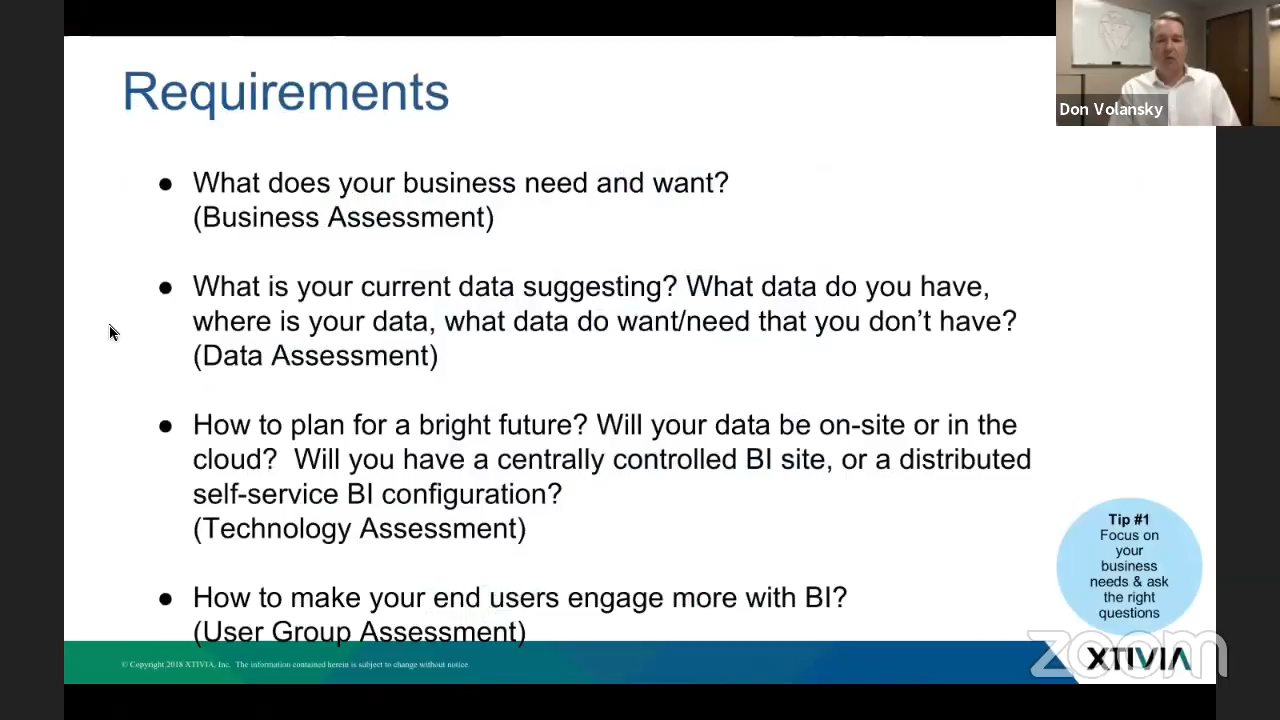 Requirements
Don Volansky
● What does your business need and want?
(Business Assessment)
● What is your current data suggesting? What data do you have,
where is your data, what data do want/need that you don’t have?
(Data Assessment)
● How to plan for a bright future? Will your data be on-site or in the
cloud?  Will you have a centrally controlled BI site, or a distributed
self-service BI configuration?
(Technology Assessment)
● How to make your end users engage more with BI?
(User Group Assessment)
Tip #1
Focus on
your
business
needs & ask
the right
questions
© Copyright 2018 XTIVIA, Inc.  The information contained herein is subject to change without notice
zoom
XTIVIA